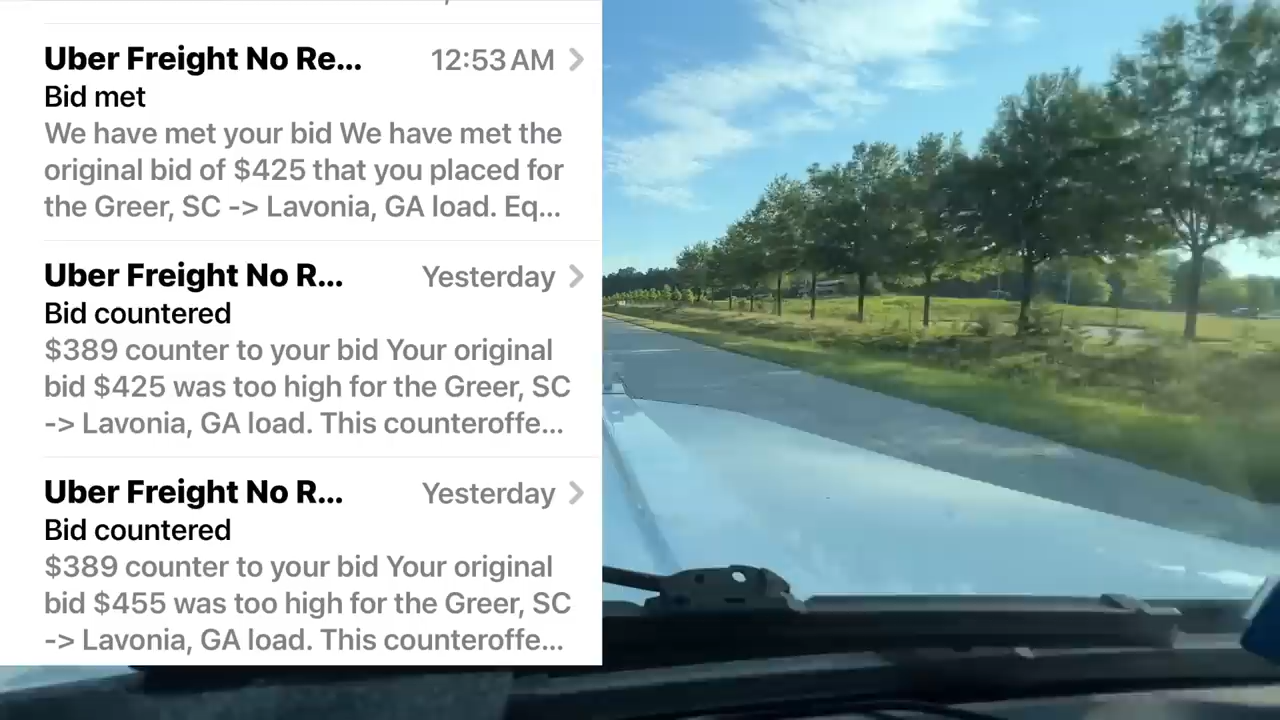 Uber Freight No Re... 12:53 AM
Bid met
We have met your bid We have met the
original bid of $425 that you placed for
the Greer, SC -> Lavonia, GA load. Eq...
Uber Freight No R... Yesterday
Bid countered
$389 counter to your bid Your original
bid $425 was too high for the Greer, SC
-> Lavonia, GA load. This counteroffe...
Uber Freight No R... Yesterday
Bid countered
$389 counter to your bid Your original
bid $455 was too high for the Greer, SC
-> Lavonia, GA load. This counteroffe...